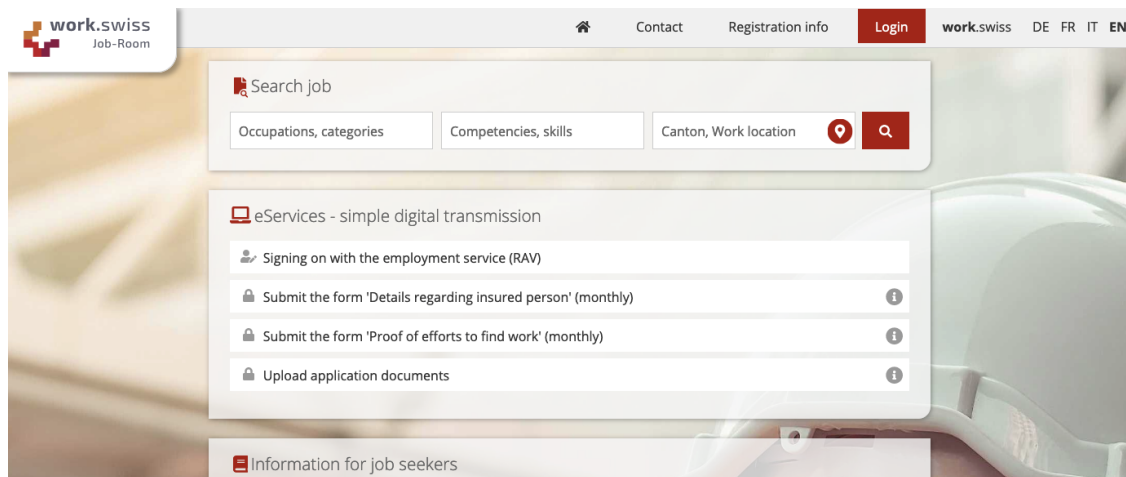 work.swiss
Job-Room
Contact
Registration info
Login
work.swiss
DE FR IT EN
Search job
Occupations, categories
Competencies, skills
Canton, Work location
eServices - simple digital transmission
Signing on with the employment service (RAV)
Submit the form 'Details regarding insured person' (monthly)
Submit the form 'Proof of efforts to find work' (monthly)
Upload application documents
Information for job seekers